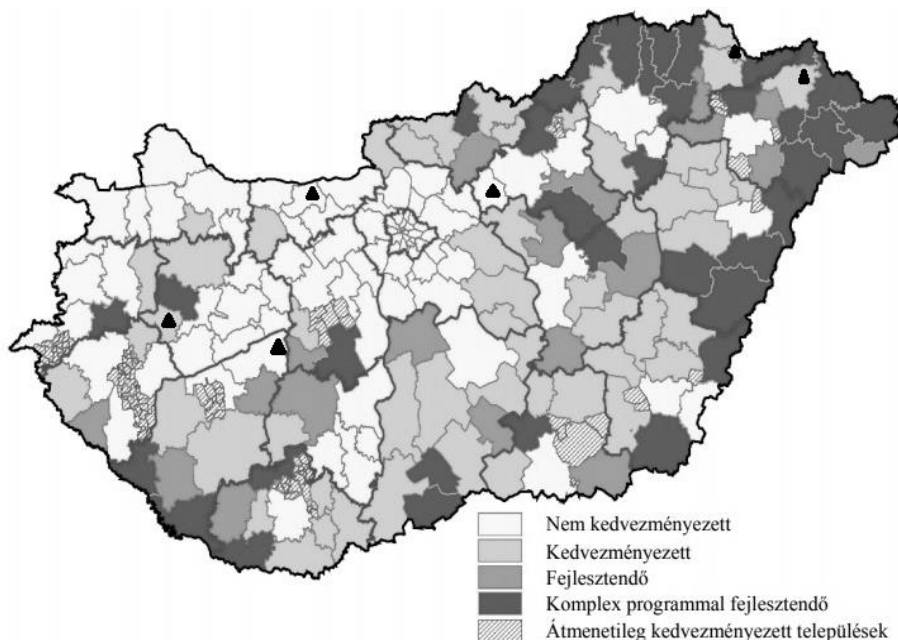 Nem kedvezményezett
Kedvezményezett
Fejlesztendő
Komplex programmal fejlesztendő
Átmenetileg kedvezményezett települések